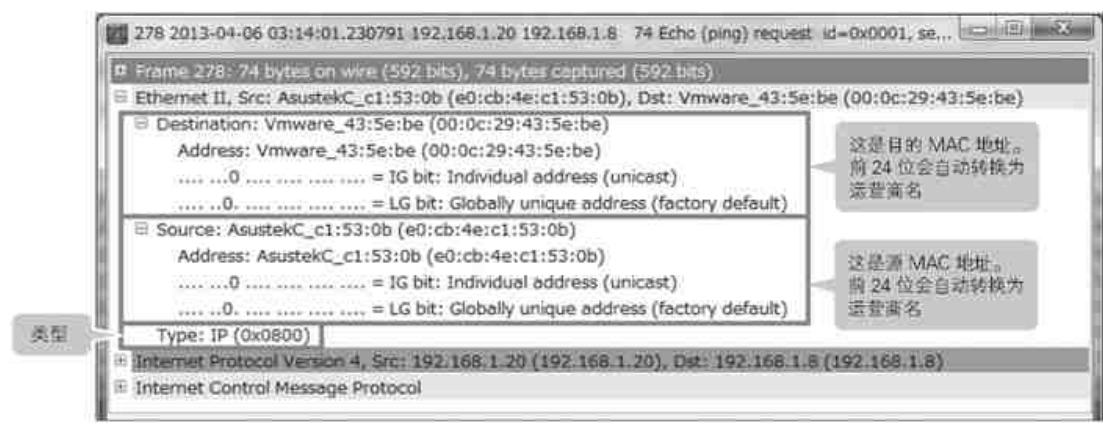 278 2013-04-06 03:14:01.230791 192.168.1.20 192.168.1.8 74 Echo (ping) request id=0x0001, se...
Frame 278: 74 bytes on wire (592 bits), 74 bytes captured (592 bits)
Ethernet II, Src: AsustekC_c1:53:0b (e0:cb:4e:c1:53:0b), Dst: Vmware_43:5e:be (00:0c:29:43:5e:be)
Destination: Vmware_43:5e:be (00:0c:29:43:5e:be)
Address: Vmware_43:5e:be (00:0c:29:43:5e:be)
.... ...0 .... .... .... .... = IG bit: Individual address (unicast)
.... ..0. .... .... .... .... = LG bit: Globally unique address (factory default)
这是目的 MAC 地址。
前 24 位会自动转换为
运营商名
Source: AsustekC_c1:53:0b (e0:cb:4e:c1:53:0b)
Address: AsustekC_c1:53:0b (e0:cb:4e:c1:53:0b)
.... ...0 .... .... .... .... = IG bit: Individual address (unicast)
.... ..0. .... .... .... .... = LG bit: Globally unique address (factory default)
这是源 MAC 地址。
前 24 位会自动转换为
运营商名
类型
Type: IP (0x0800)
Internet Protocol Version 4, Src: 192.168.1.20 (192.168.1.20), Dst: 192.168.1.8 (192.168.1.8)
Internet Control Message Protocol